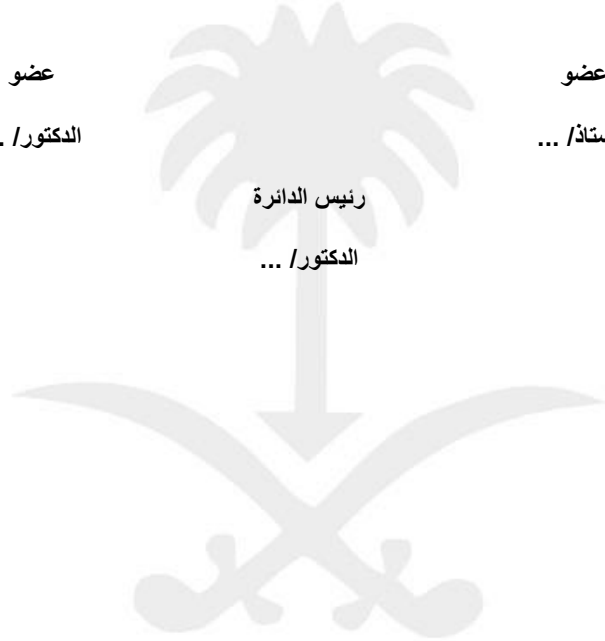 عضو عضو
ستاذ/ ... الدكتور/ .
رئيس الدائرة
الدكتور/ ...